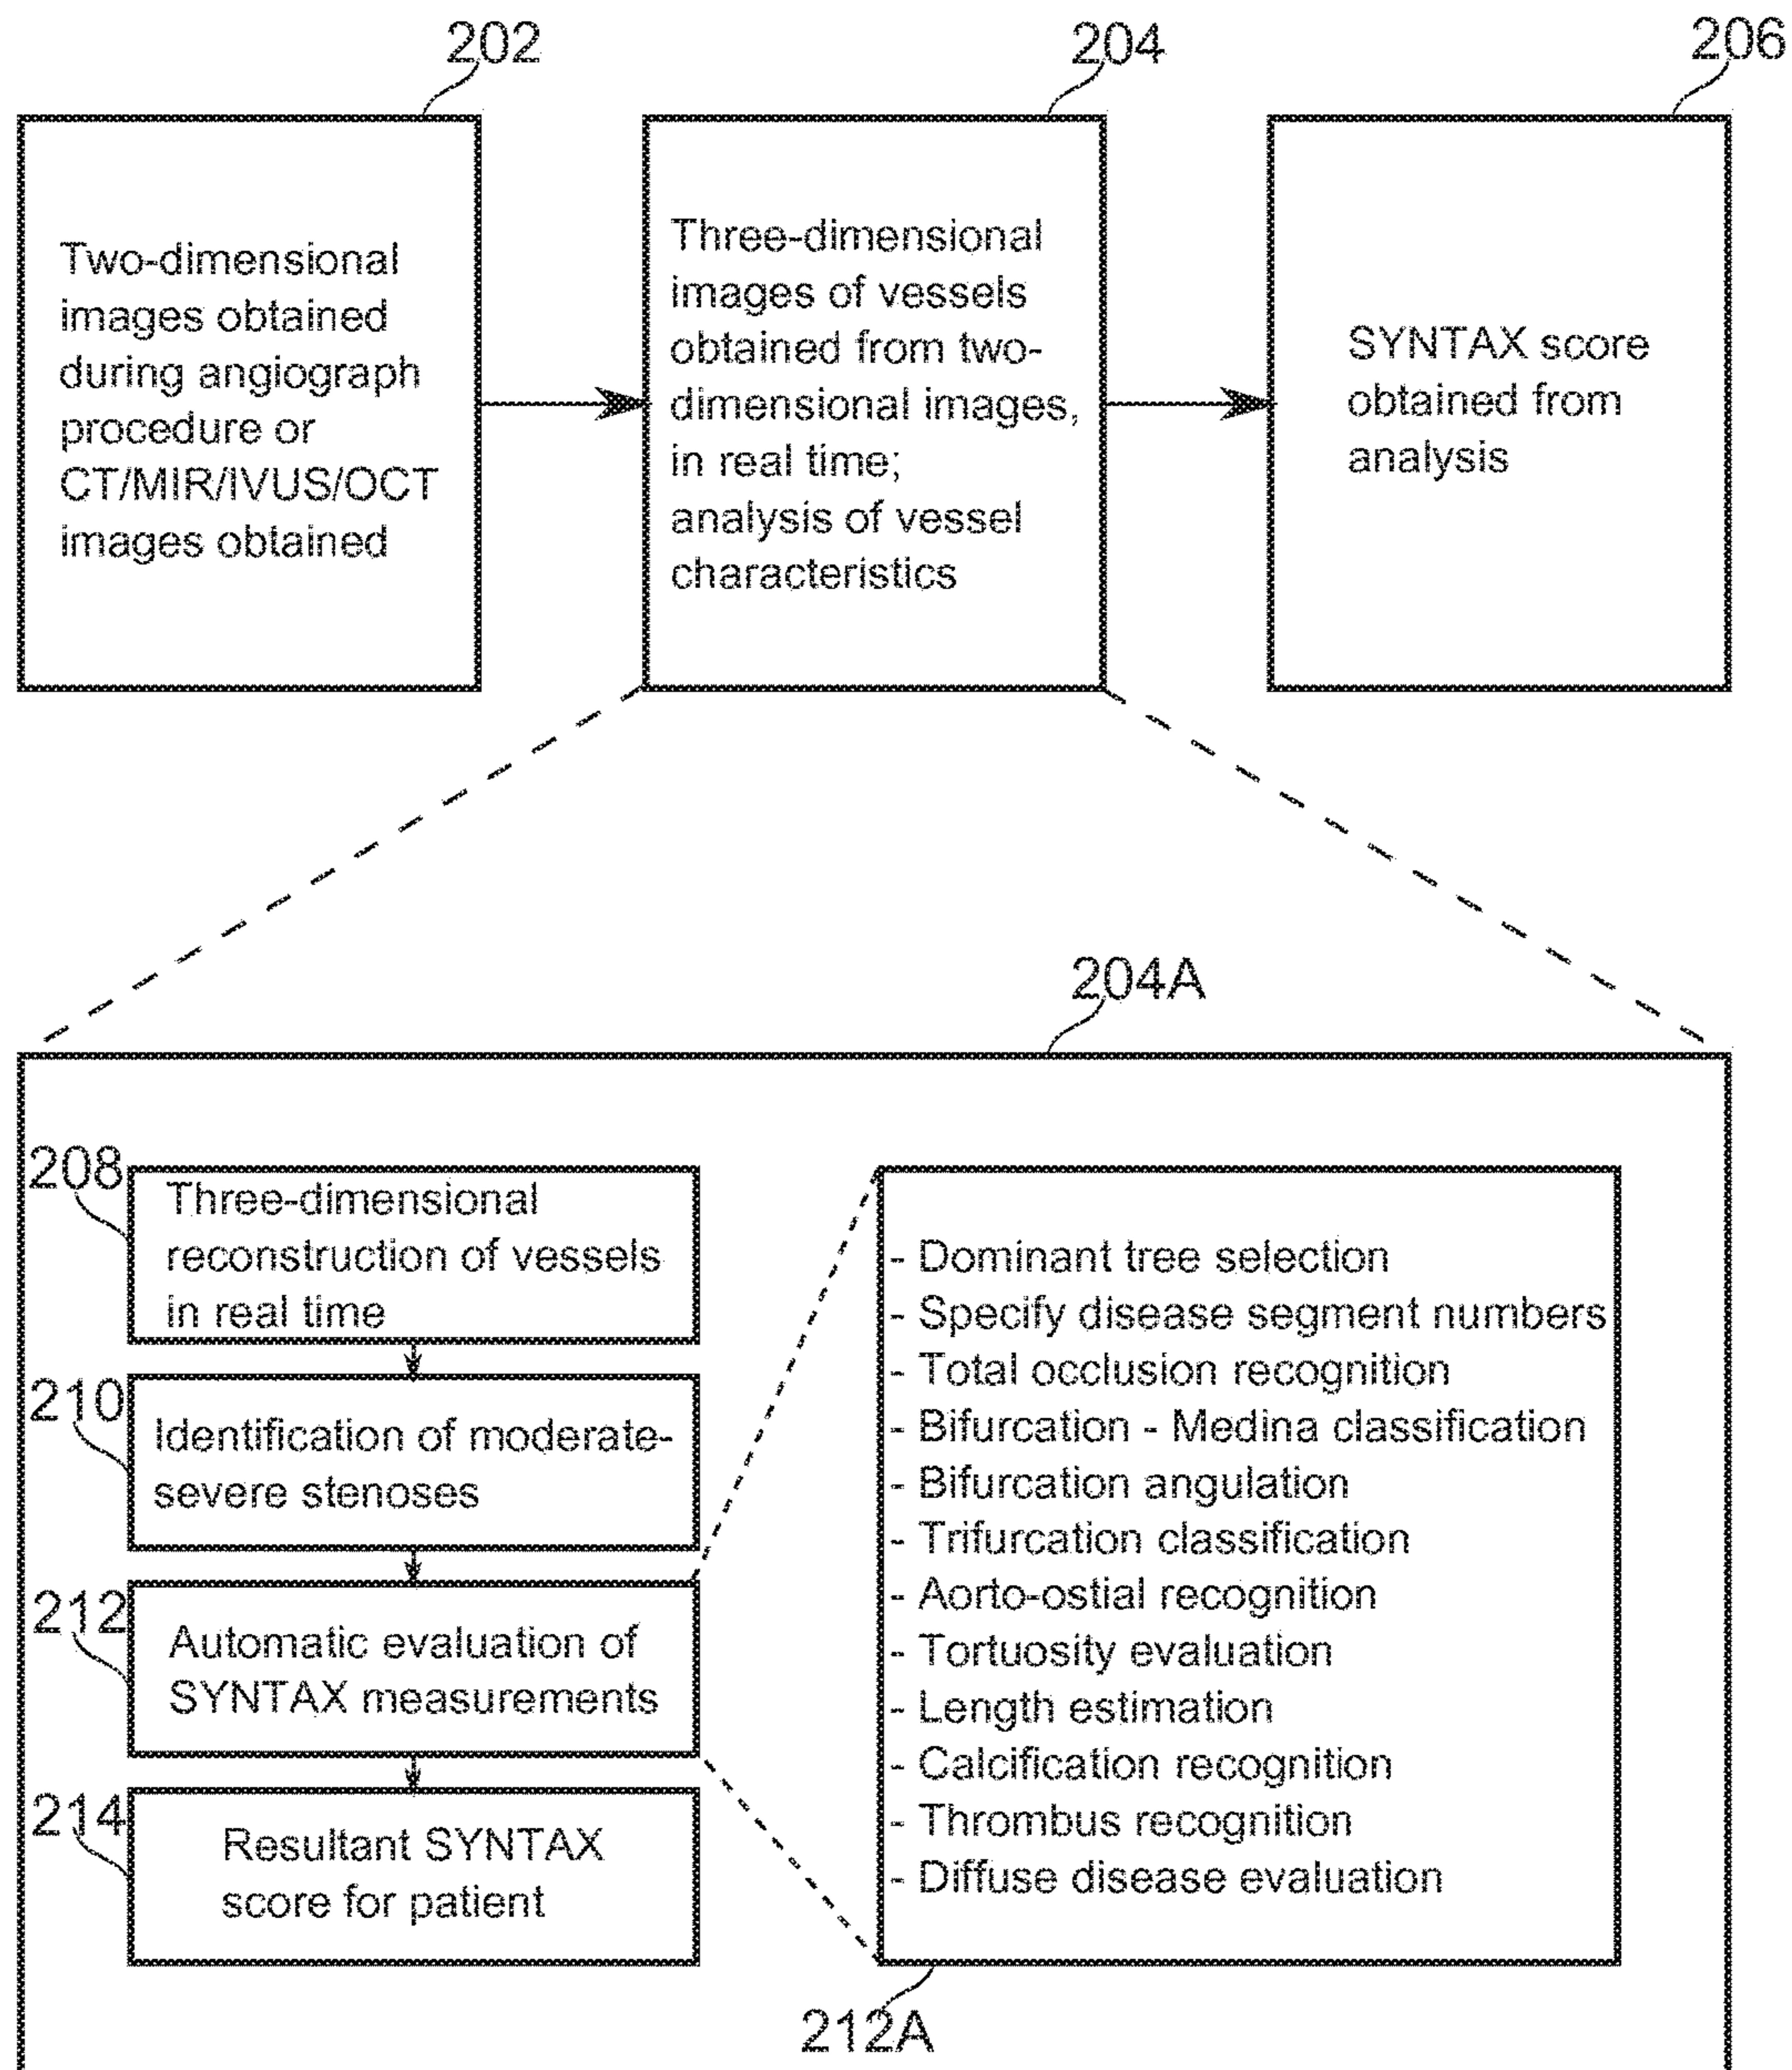 202
204
206
Two-dimensional
images obtained
during angiograph
procedure or
CT/MIR/IVUS/OCT
images obtained
Three-dimensional
images of vessels
obtained from two-
dimensional images,
in real time;
analysis of vessel
characteristics
SYNTAX score
obtained from
analysis
204A
208
Three-dimensional
reconstruction of vessels
in real time
210
Identification of moderate-
severe stenoses
212
Automatic evaluation of
SYNTAX measurements
214
Resultant SYNTAX
score for patient
- Dominant tree selection
- Specify disease segment numbers
- Total occlusion recognition
- Bifurcation - Medina classification
- Bifurcation angulation
- Trifurcation classification
- Aorto-ostial recognition
- Tortuosity evaluation
- Length estimation
- Calcification recognition
- Thrombus recognition
- Diffuse disease evaluation
212A